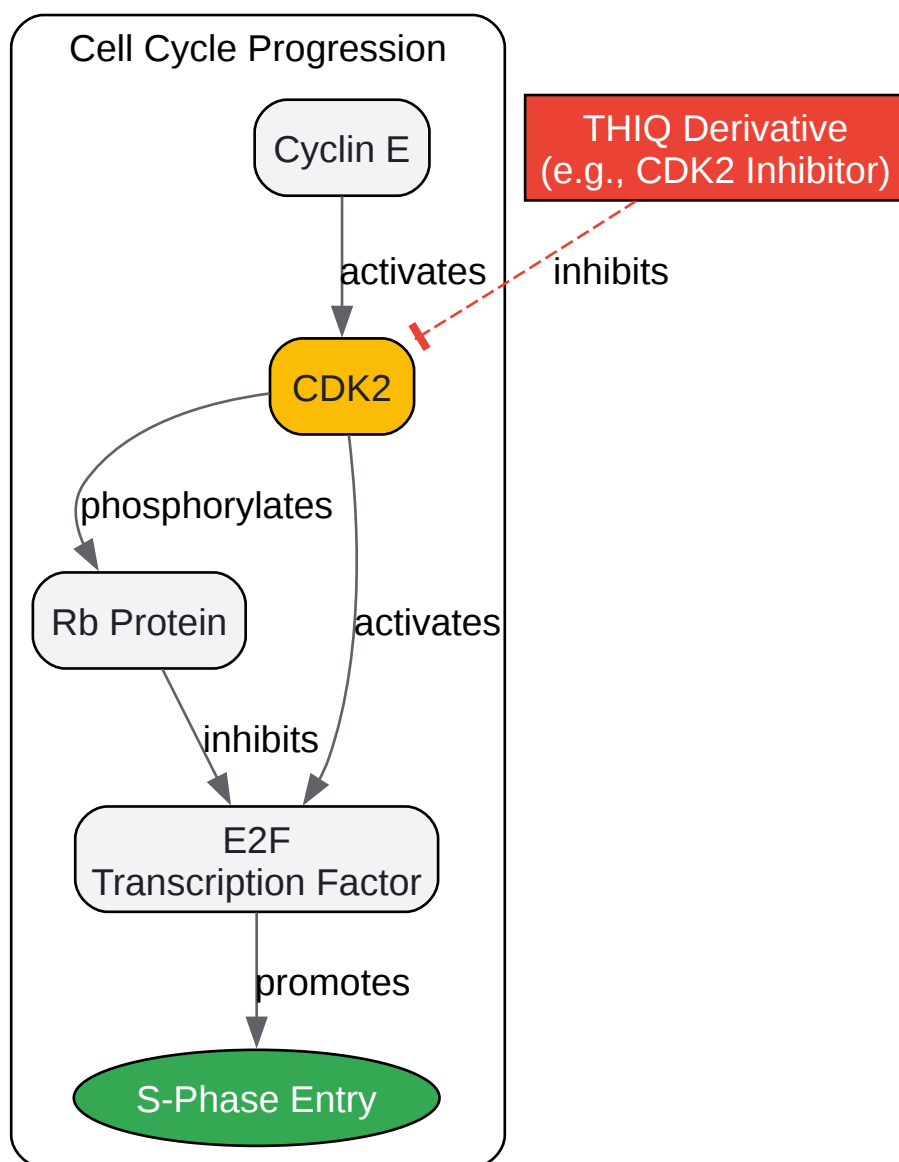 Cell Cycle Progression
Cyclin E
THIQ Derivative
(e.g., CDK2 Inhibitor)
activates
inhibits
CDK2
phosphorylates
Rb Protein
activates
inhibits
E2F
Transcription Factor
promotes
S-Phase Entry